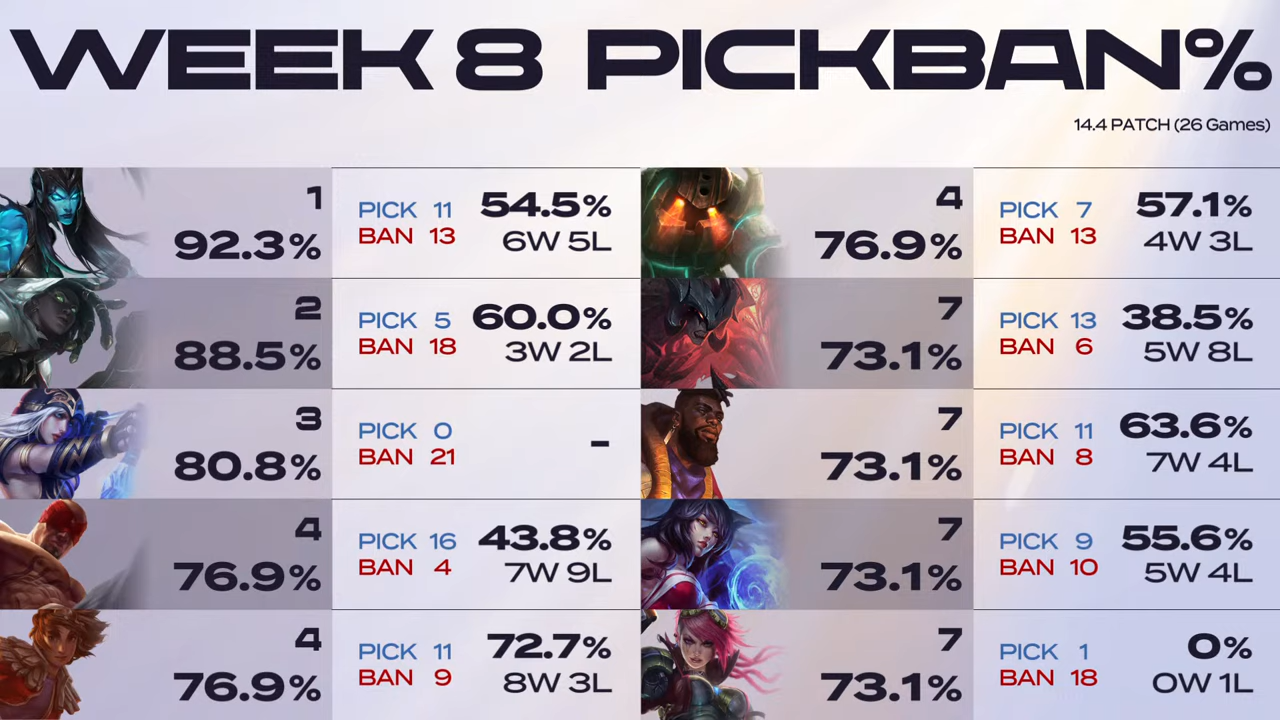 WEEK 8 PICKBAN%
14.4 PATCH (26 Games)
1
92.3%
PICK 11
BAN 13
54.5%
6W 5L
2
88.5%
PICK 5
BAN 18
60.0%
3W 2L
3
80.8%
PICK 0
BAN 21
-
4
76.9%
PICK 16
BAN 4
43.8%
7W 9L
4
76.9%
PICK 11
BAN 9
72.7%
8W 3L
4
76.9%
PICK 7
BAN 13
57.1%
4W 3L
7
73.1%
PICK 13
BAN 6
38.5%
5W 8L
7
73.1%
PICK 11
BAN 8
63.6%
7W 4L
7
73.1%
PICK 9
BAN 10
55.6%
5W 4L
7
73.1%
PICK 1
BAN 18
0%
0W 1L